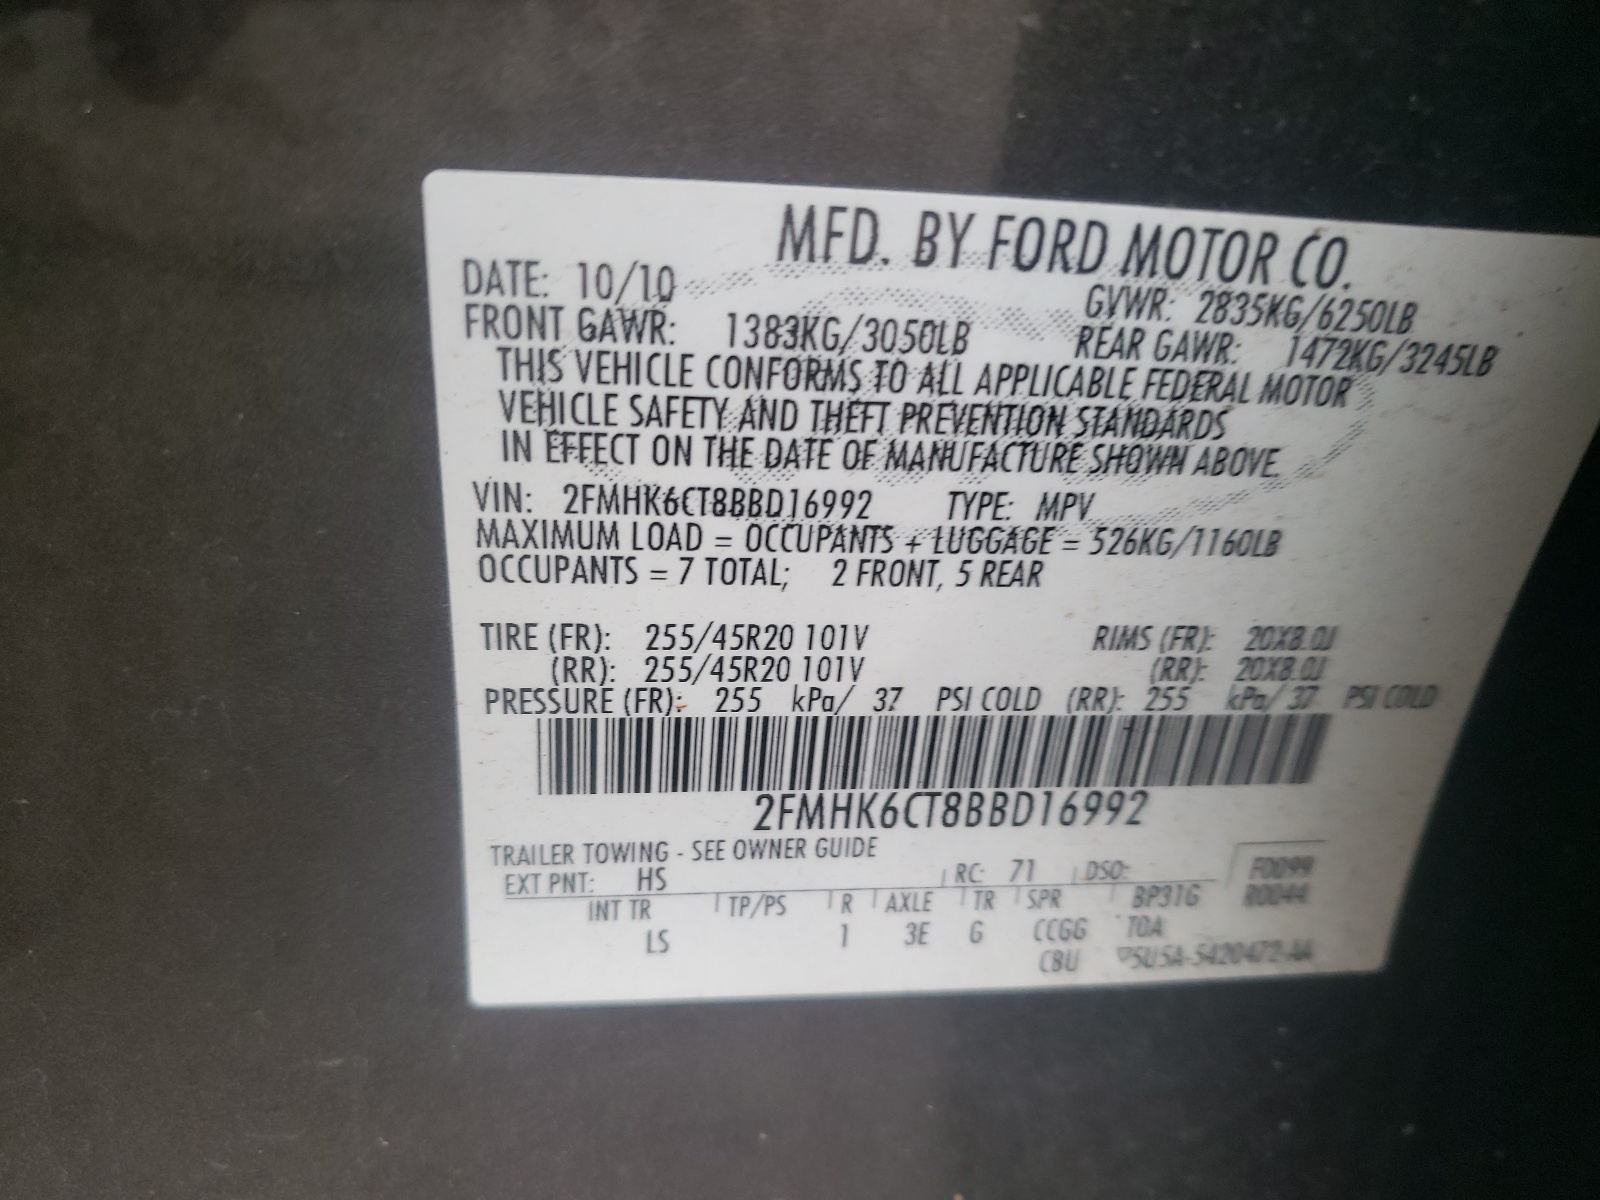 MFD. BY FORD MOTOR CO.
DATE: 10/10 GVWR: 2835KG/6250LB
FRONT GAWR: 1383KG/3050LB REAR GAWR: 1472KG/3245LB
THIS VEHICLE CONFORMS TO ALL APPLICABLE FEDERAL MOTOR
VEHICLE SAFETY AND THEFT PREVENTION STANDARDS
IN EFFECT ON THE DATE OF MANUFACTURE SHOWN ABOVE.
VIN: 2FMHK6CT8BBD16992 TYPE: MPV
MAXIMUM LOAD = OCCUPANTS + LUGGAGE = 526KG/1160LB
OCCUPANTS = 7 TOTAL; 2 FRONT, 5 REAR
TIRE (FR): 255/45R20 101V RIMS (FR): 20X8.0J
(RR): 255/45R20 101V (RR): 20X8.0J
PRESSURE (FR): 255 kPa/ 37 PSI COLD (RR): 255 kPa/ 37 PSI COLD
2FMHK6CT8BBD16992
TRAILER TOWING - SEE OWNER GUIDE
EXT PNT: HS RC: 71 DSO: F0099
INT TR TP/PS R AXLE TR SPR BP31G R0044
LS 1 3E G CCGG TOA
CBU